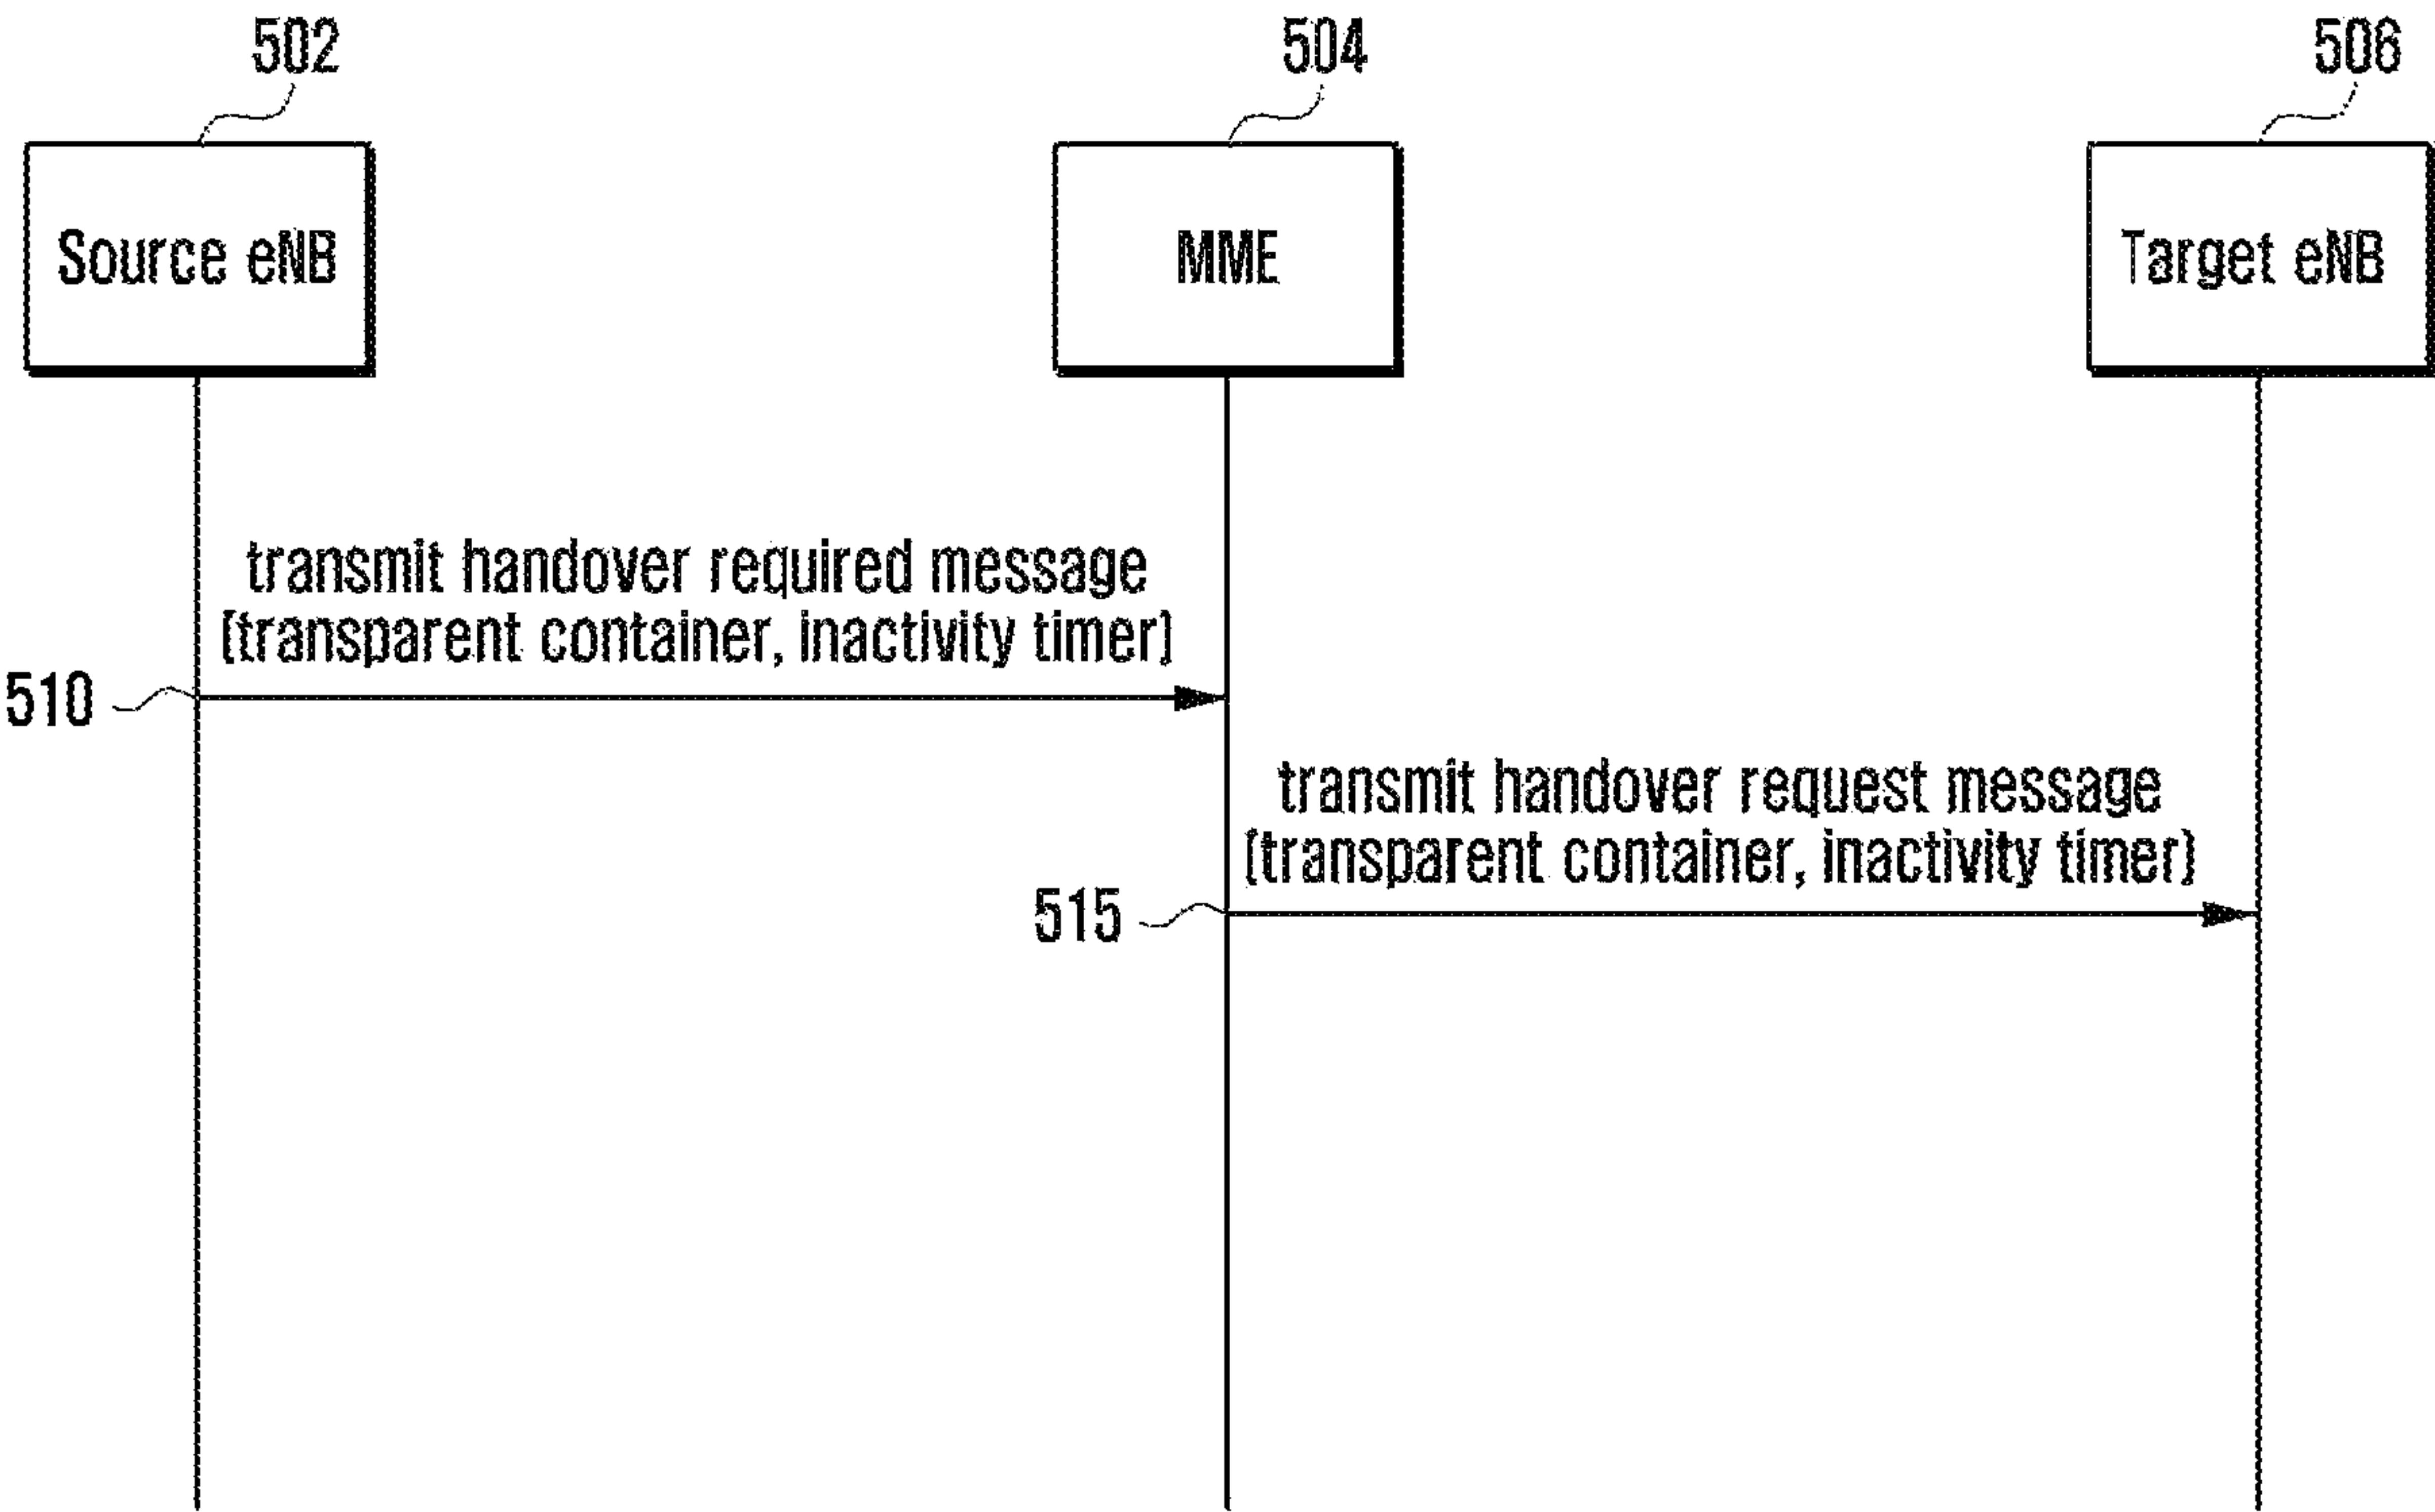 502
504
506
Source eNB
MME
Target eNB
transmit handover required message
(transparent container, inactivity timer)
510
transmit handover request message
(transparent container, inactivity timer)
515